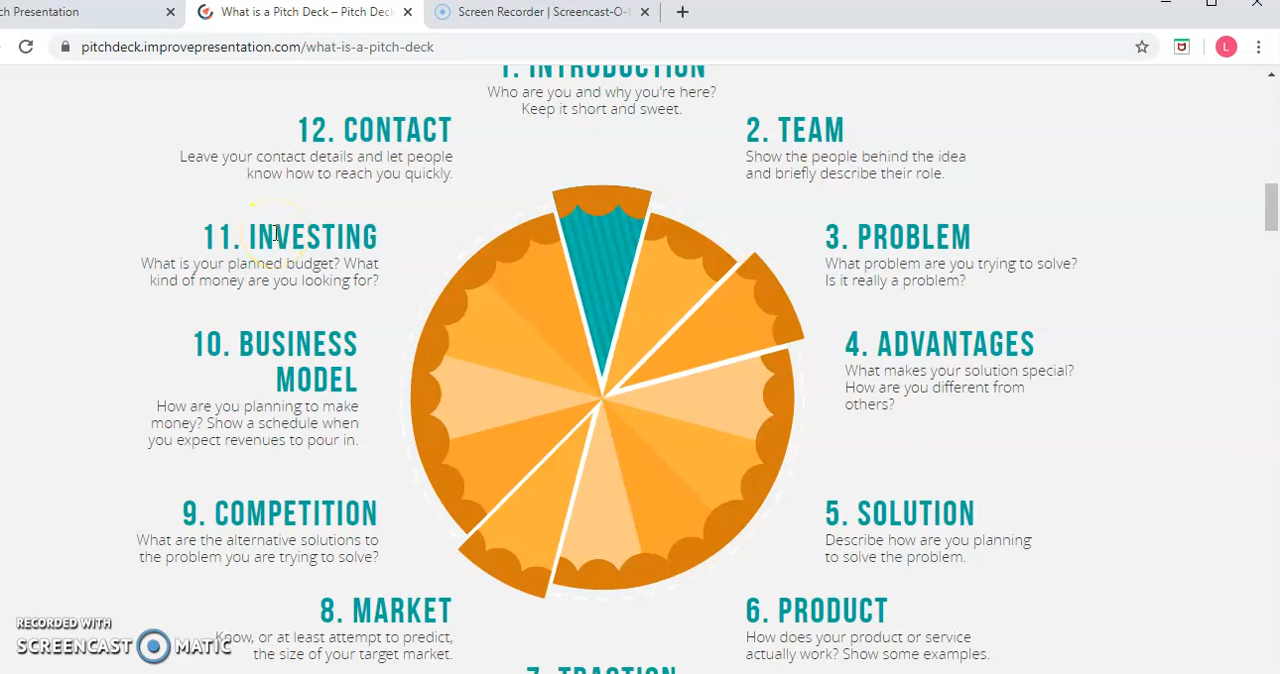 ch Presentation
What is a Pitch Deck – Pitch Dec
Screen Recorder | Screencast-O-
pitchdeck.improvepresentation.com/what-is-a-pitch-deck
L
1. INTRODUCTION
Who are you and why you're here?
Keep it short and sweet.
12. CONTACT
Leave your contact details and let people
know how to reach you quickly.
2. TEAM
Show the people behind the idea
and briefly describe their role.
11. INVESTING
What is your planned budget? What
kind of money are you looking for?
3. PROBLEM
What problem are you trying to solve?
Is it really a problem?
10. BUSINESS
MODEL
How are you planning to make
money? Show a schedule when
you expect revenues to pour in.
4. ADVANTAGES
What makes your solution special?
How are you different from
others?
9. COMPETITION
What are the alternative solutions to
the problem you are trying to solve?
5. SOLUTION
Describe how are you planning
to solve the problem.
8. MARKET
Know, or at least attempt to predict,
the size of your target market.
6. PRODUCT
How does your product or service
actually work? Show some examples.
7. TRACTION
RECORDED WITH
SCREENCAST MATIC